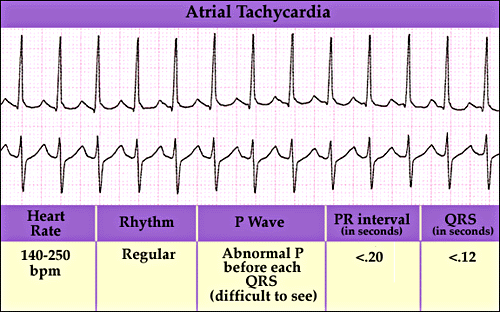 Atrial Tachycardia
Heart
Rate
Rhythm
P Wave
PR interval
(in seconds)
QRS
(in seconds)
140-250
bpm
Regular
Abnormal P
before each
QRS
(difficult to see)
<.20
<.12